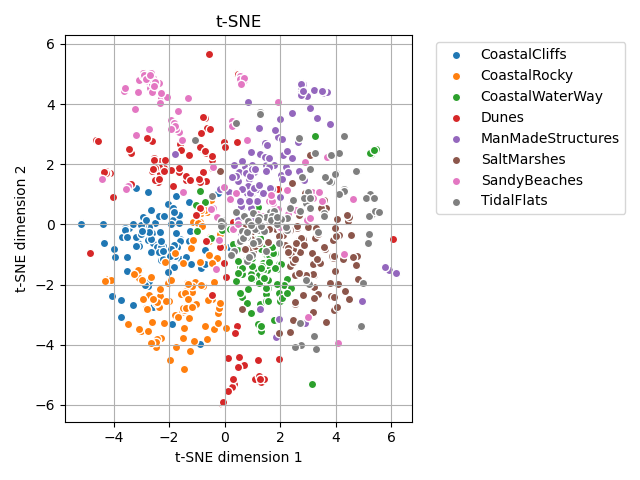 t-SNE
6
4
2
0
−2
−4
−6
t-SNE dimension 2
−4
−2
0
2
4
6
t-SNE dimension 1
CoastalCliffs
CoastalRocky
CoastalWaterWay
Dunes
ManMadeStructures
SaltMarshes
SandyBeaches
TidalFlats